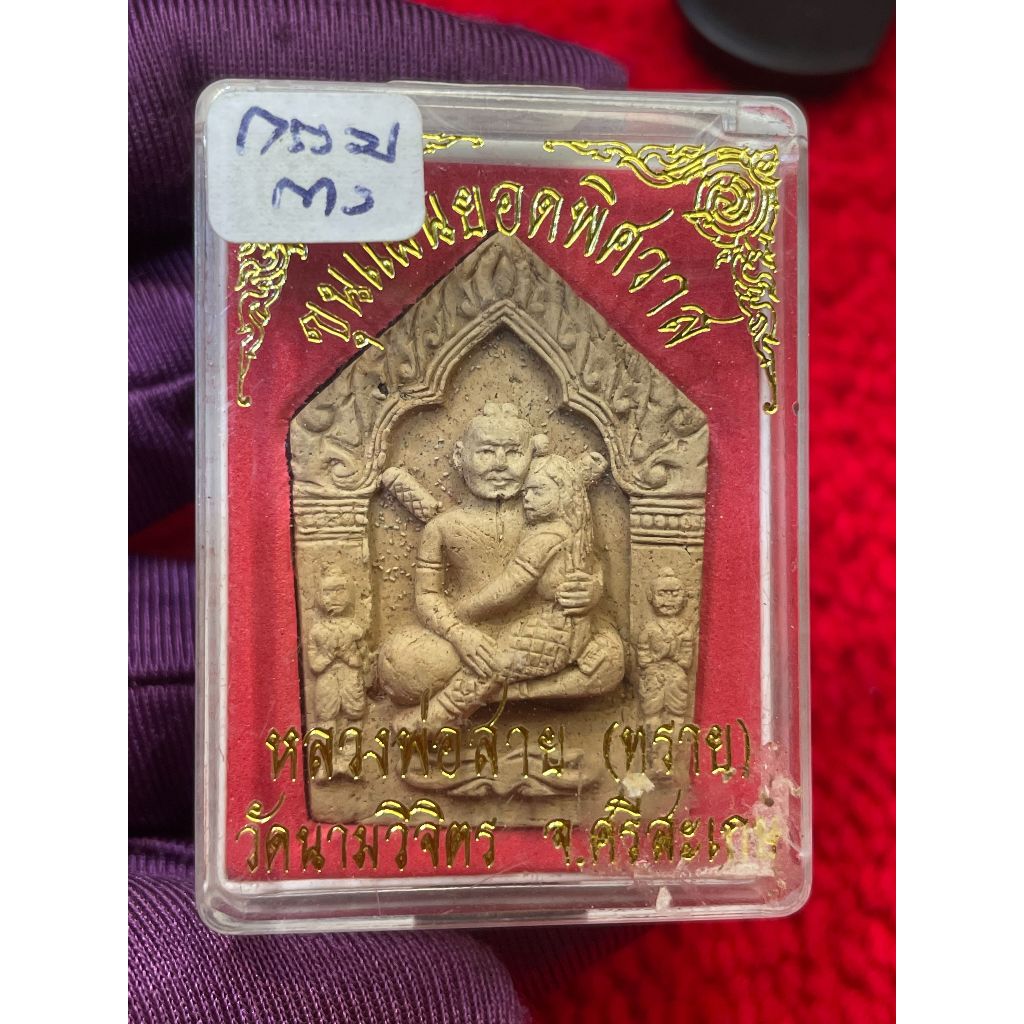 กรรม
ขุนแผนยอดพิศวาส
หลวงพ่อสาย (ทราย)
วัดนามวิจิตร จ.ศรีสะเกษ